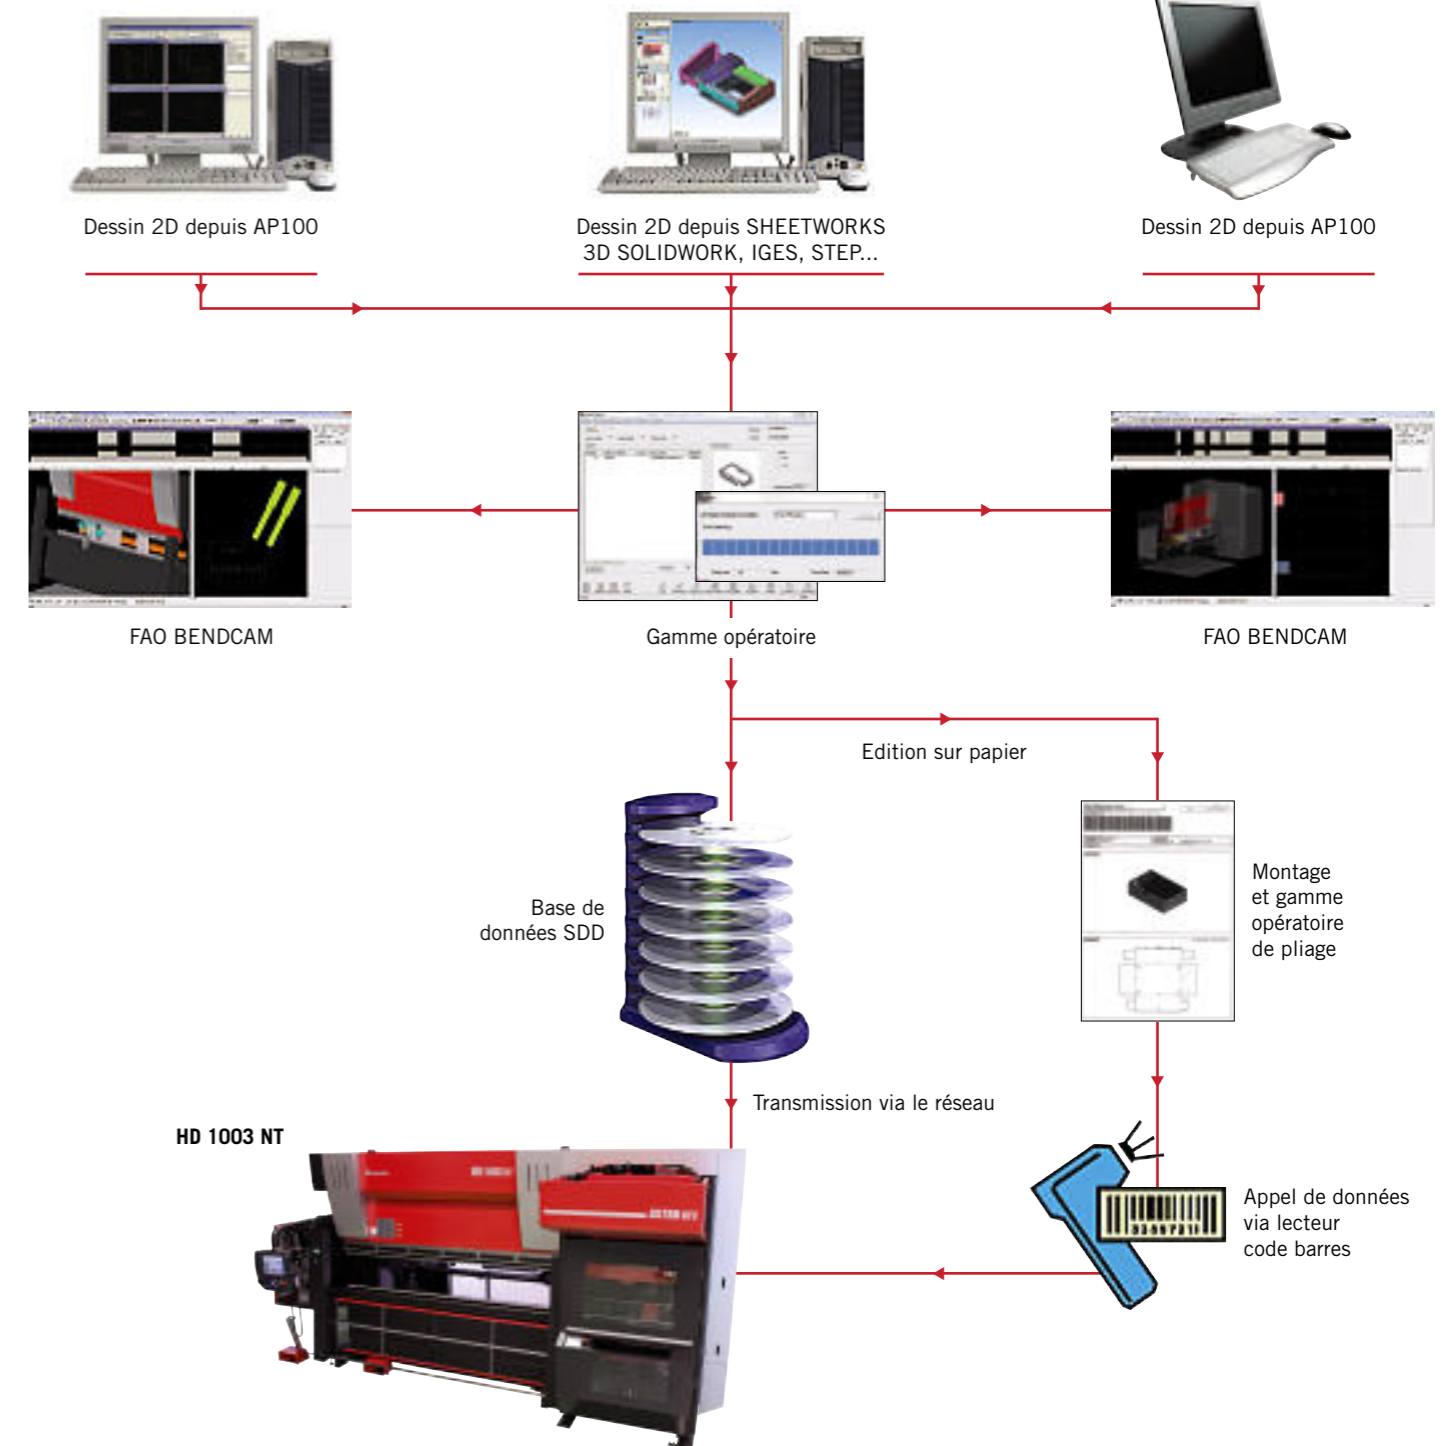 Dessin 2D depuis AP100
Dessin 2D depuis SHEETWORKS
3D SOLIDWORK, IGES, STEP...
Dessin 2D depuis AP100
FAO BENDCAM
Gamme opératoire
FAO BENDCAM
Edition sur papier
Montage
et gamme
opératoire
de pliage
Base de
données SDD
Transmission via le réseau
HD 1003 NT
Appel de données
via lecteur
code barres